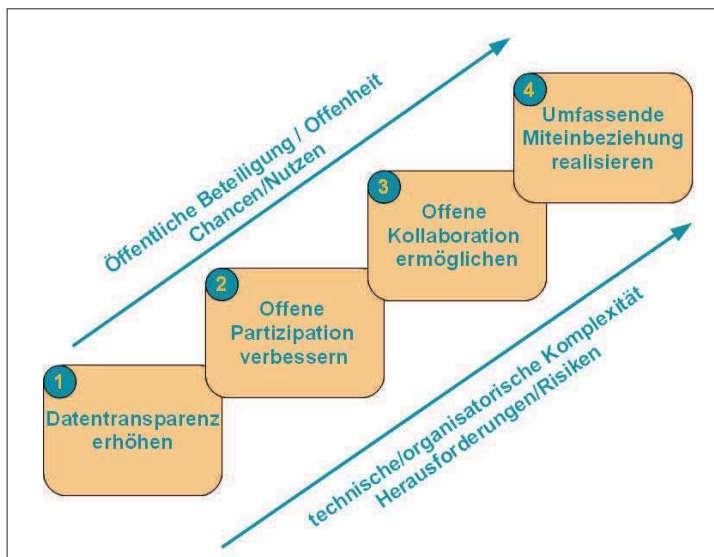 Öffentliche Beteiligung / Offenheit
Chancen/Nutzen
4
Umfassende
Miteinbeziehung
realisieren
3
Offene
Kollaboration
ermöglichen
2
Offene
Partizipation
verbessern
1
Datentransparenz
erhöhen
technische/organisatorische Komplexität
Herausforderungen/Risiken